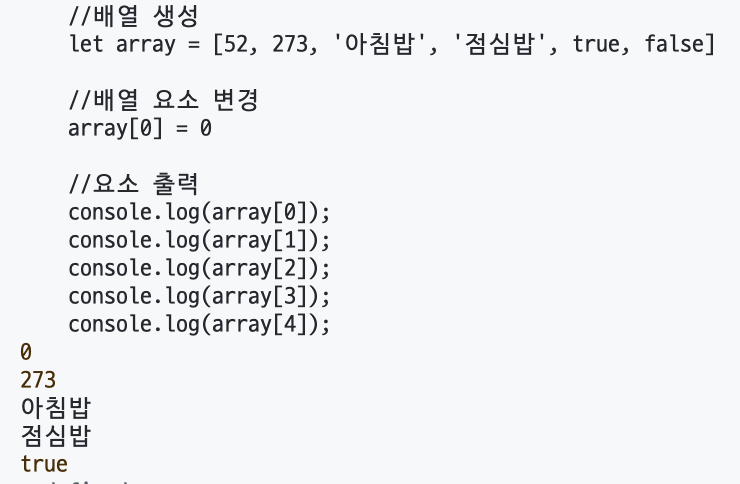 //배열 생성
let array = [52, 273, '아침밥', '점심밥', true, false]
//배열 요소 변경
array[0] = 0
//요소 출력
console.log(array[0]);
console.log(array[1]);
console.log(array[2]);
console.log(array[3]);
console.log(array[4]);
0
273
아침밥
점심밥
true